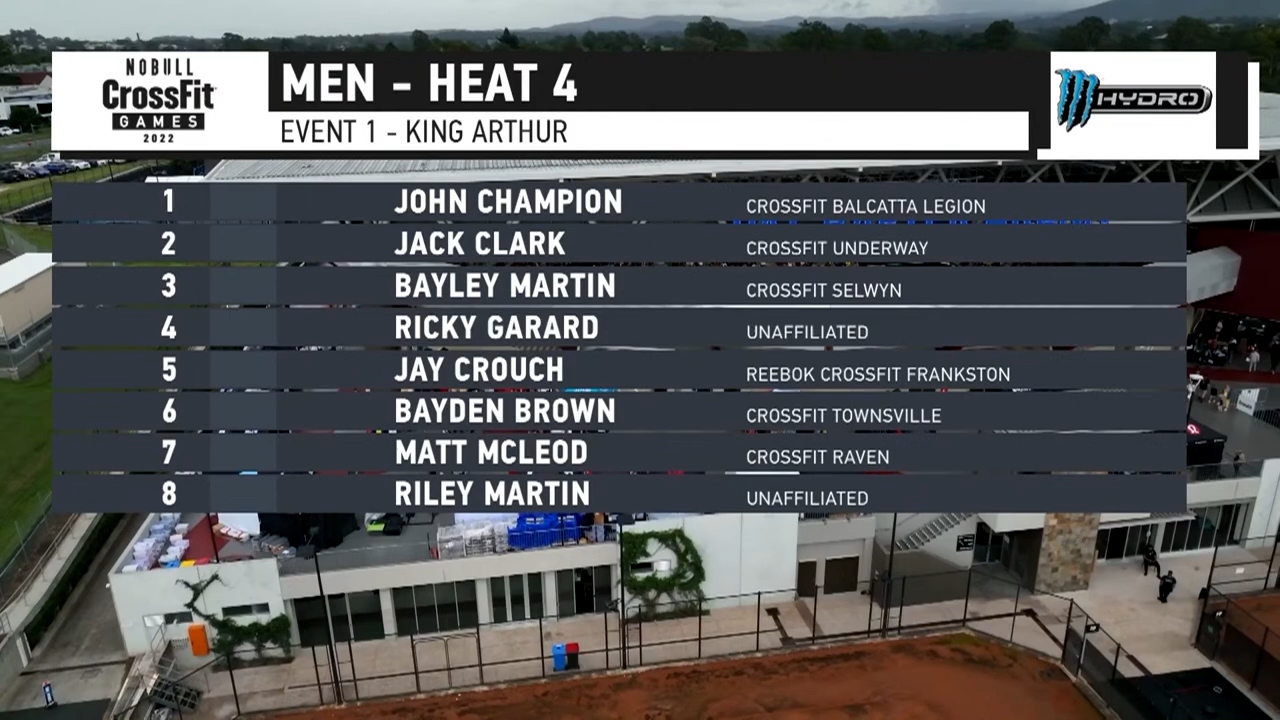 NOBULL
CrossFit
GAMES
2022
MEN - HEAT 4
EVENT 1 - KING ARTHUR
HYDRO
1 JOHN CHAMPION CROSSFIT BALCATTA LEGION
2 JACK CLARK CROSSFIT UNDERWAY
3 BAYLEY MARTIN CROSSFIT SELWYN
4 RICKY GARARD UNAFFILIATED
5 JAY CROUCH REEBOK CROSSFIT FRANKSTON
6 BAYDEN BROWN CROSSFIT TOWNSVILLE
7 MATT MCLEOD CROSSFIT RAVEN
8 RILEY MARTIN UNAFFILIATED